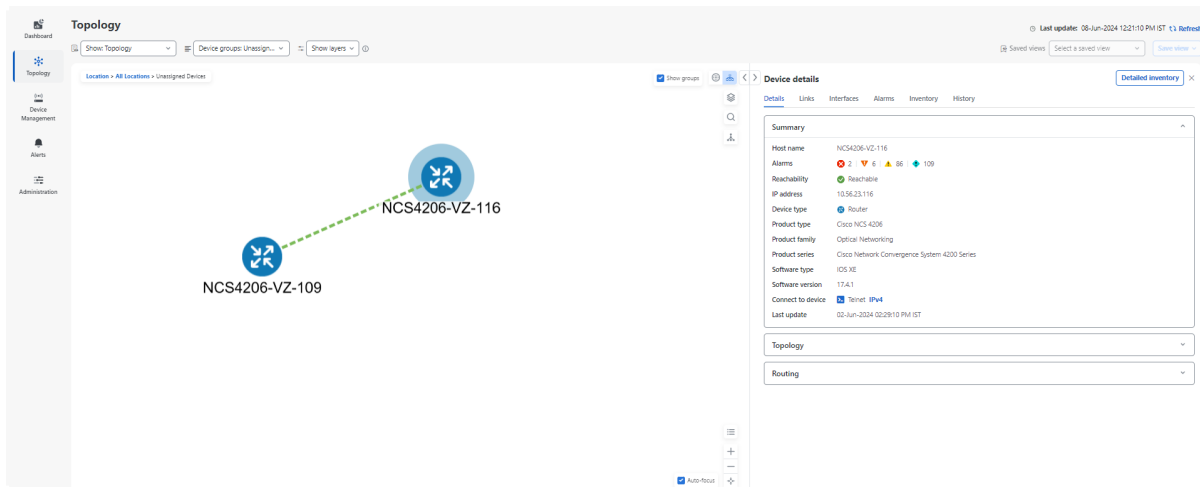 Dashboard
Topology
Device
Management
Alerts
Administration
Topology
Last update: 08-Jun-2024 12:21:10 PM IST Refresh
Show: Topology
Device groups: Unassign...
Show layers
Saved views
Select a saved view
Save view
Location > All Locations > Unassigned Devices
Show groups
NCS4206-VZ-116
NCS4206-VZ-109
Auto-focus
Device details
Detailed inventory
Details Links Interfaces Alarms Inventory History
Summary
Host name NCS4206-VZ-116
Alarms 2 6 86 109
Reachability Reachable
IP address 10.56.23.116
Device type Router
Product type Cisco NCS 4206
Product family Optical Networking
Product series Cisco Network Convergence System 4200 Series
Software type IOS XE
Software version 17.4.1
Connect to device Telnet IPv4
Last update 02-Jun-2024 02:29:10 PM IST
Topology
Routing